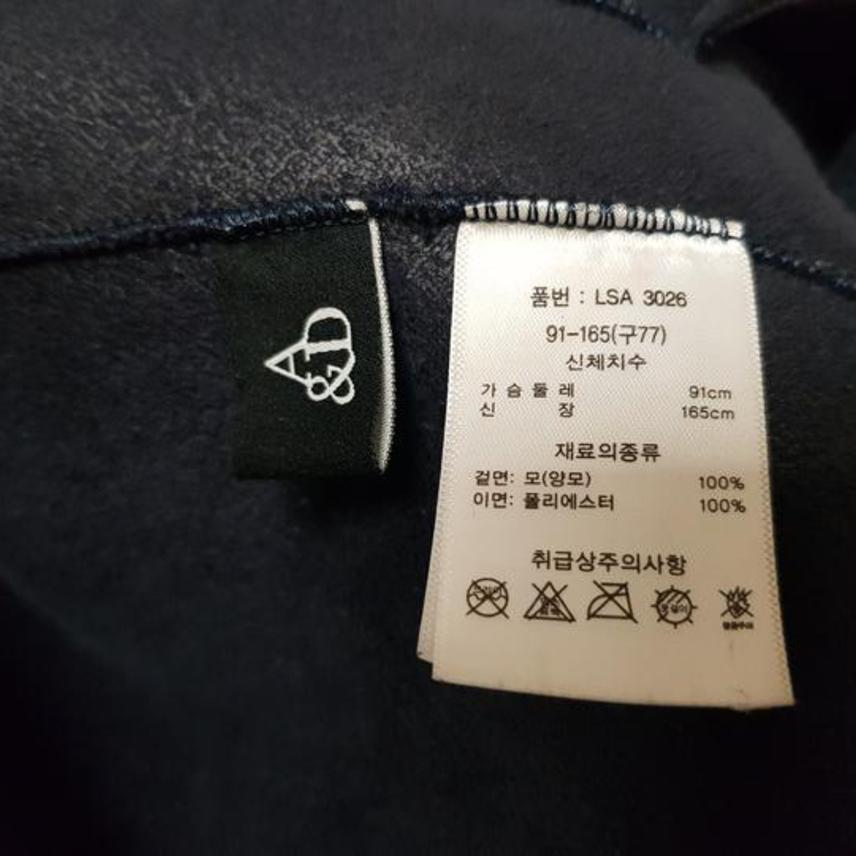 A&D
품번 : LSA 3026
91-165(구77)
신체치수
가 슴 둘 레 91cm
신 장 165cm
재료의종류
겉면: 모(양모) 100%
이면: 폴리에스터 100%
취급상주의사항